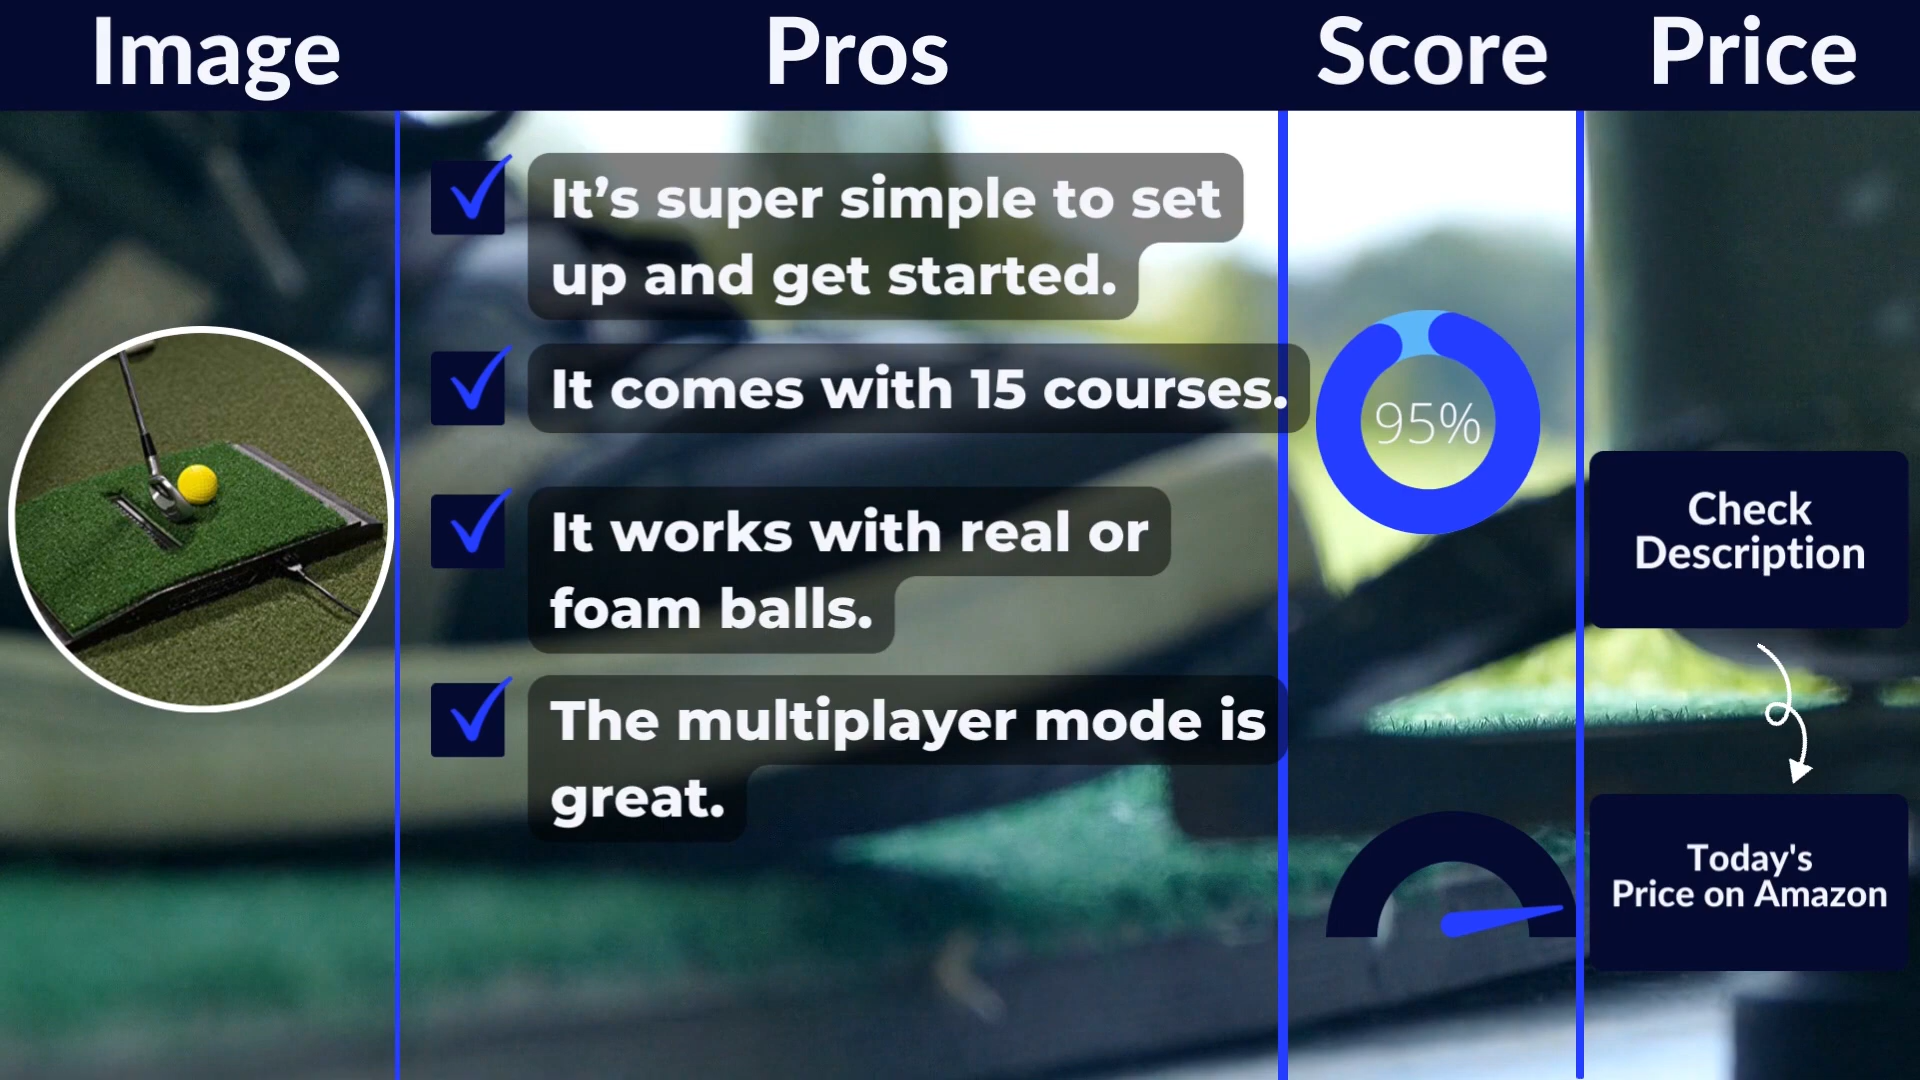 Image
Pros
Score
Price
It’s super simple to set
up and get started.
It comes with 15 courses.
It works with real or
foam balls.
The multiplayer mode is
great.
95%
Check
Description
Today's
Price on Amazon